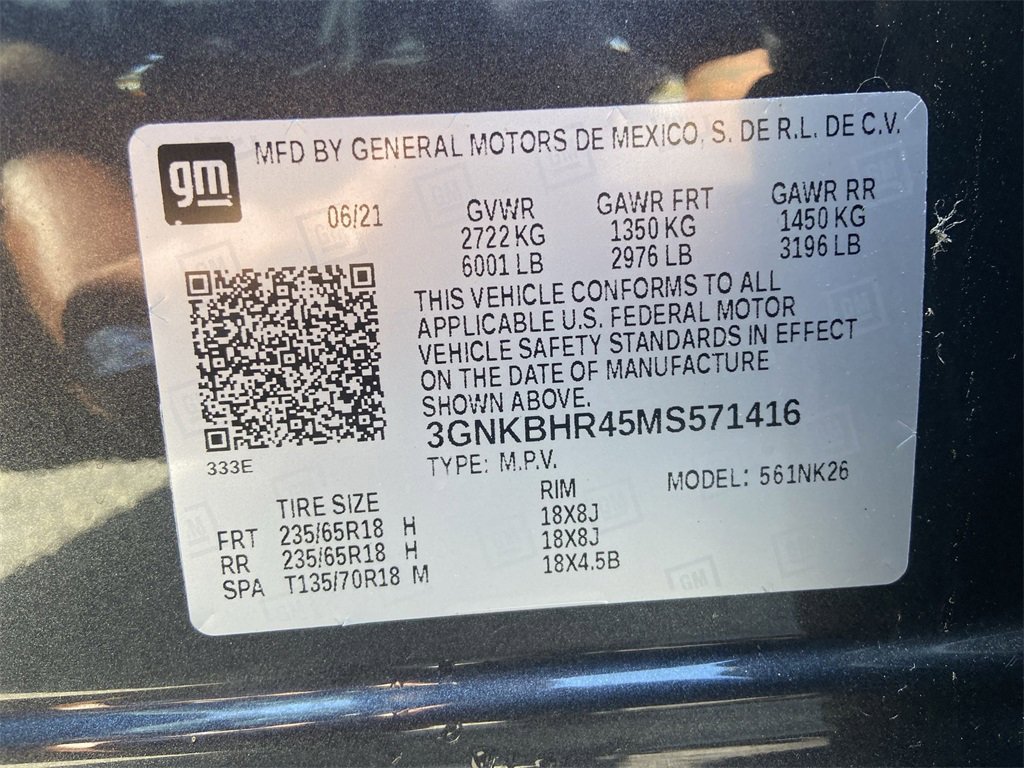 gm
MFD BY GENERAL MOTORS DE MEXICO, S. DE R.L. DE C.V.
06/21
GVWR GAWR FRT GAWR RR
2722 KG 1350 KG 1450 KG
6001 LB 2976 LB 3196 LB
THIS VEHICLE CONFORMS TO ALL
APPLICABLE U.S. FEDERAL MOTOR
VEHICLE SAFETY STANDARDS IN EFFECT
ON THE DATE OF MANUFACTURE
SHOWN ABOVE.
3GNKBHR45MS571416
333E
TYPE: M.P.V. MODEL: 561NK26
TIRE SIZE RIM
FRT 235/65R18 H 18X8J
RR 235/65R18 H 18X8J
SPA T135/70R18 M 18X4.5B